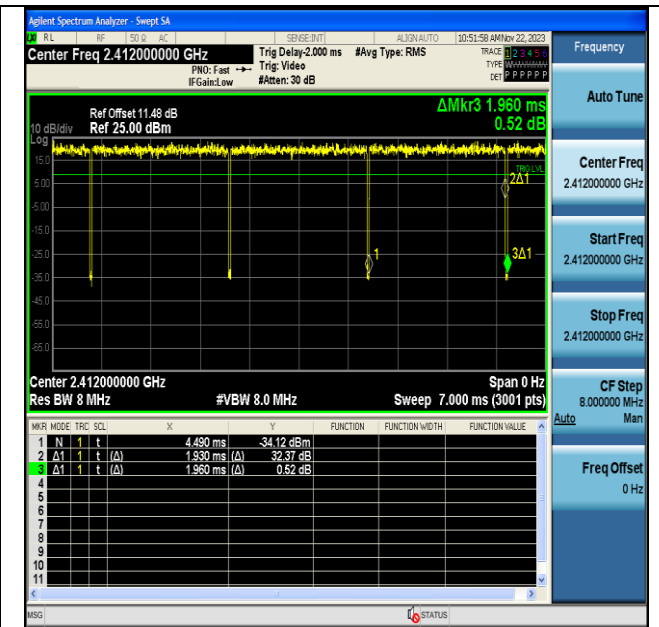 Agilent Spectrum Analyzer - Swept SA
LXI RL RF 50 Ω AC SENSE:INT ALIGN AUTO 10:51:58 AM Nov 22, 2023
Center Freq 2.412000000 GHz
PNO: Fast
IFGain:Low
Trig Delay-2.000 ms
Trig: Video
#Atten: 30 dB
#Avg Type: RMS
TRACE 1 2 3 4 5 6
TYPE
DET P P P P P P
ΔMkr3 1.960 ms
0.52 dB
Ref Offset 11.48 dB
10 dB/div Ref 25.00 dBm
Log
15.0
5.00
-5.00
-15.0
-25.0
-35.0
-45.0
-55.0
-65.0
TRIG LVL
2Δ1
1
3Δ1
Center 2.412000000 GHz Span 0 Hz
Res BW 8 MHz #VBW 8.0 MHz Sweep 7.000 ms (3001 pts)
MKR MODE TRC SCL X Y FUNCTION FUNCTION WIDTH FUNCTION VALUE
1 N 1 t 4.490 ms -34.12 dBm
2 Δ1 1 t (Δ) 1.930 ms (Δ) 32.37 dB
3 Δ1 1 t (Δ) 1.960 ms (Δ) 0.52 dB
4
5
6
7
8
9
10
11
MSG STATUS
Frequency
Auto Tune
Center Freq
2.412000000 GHz
Start Freq
2.412000000 GHz
Stop Freq
2.412000000 GHz
CF Step
8.000000 MHz
Auto Man
Freq Offset
0 Hz